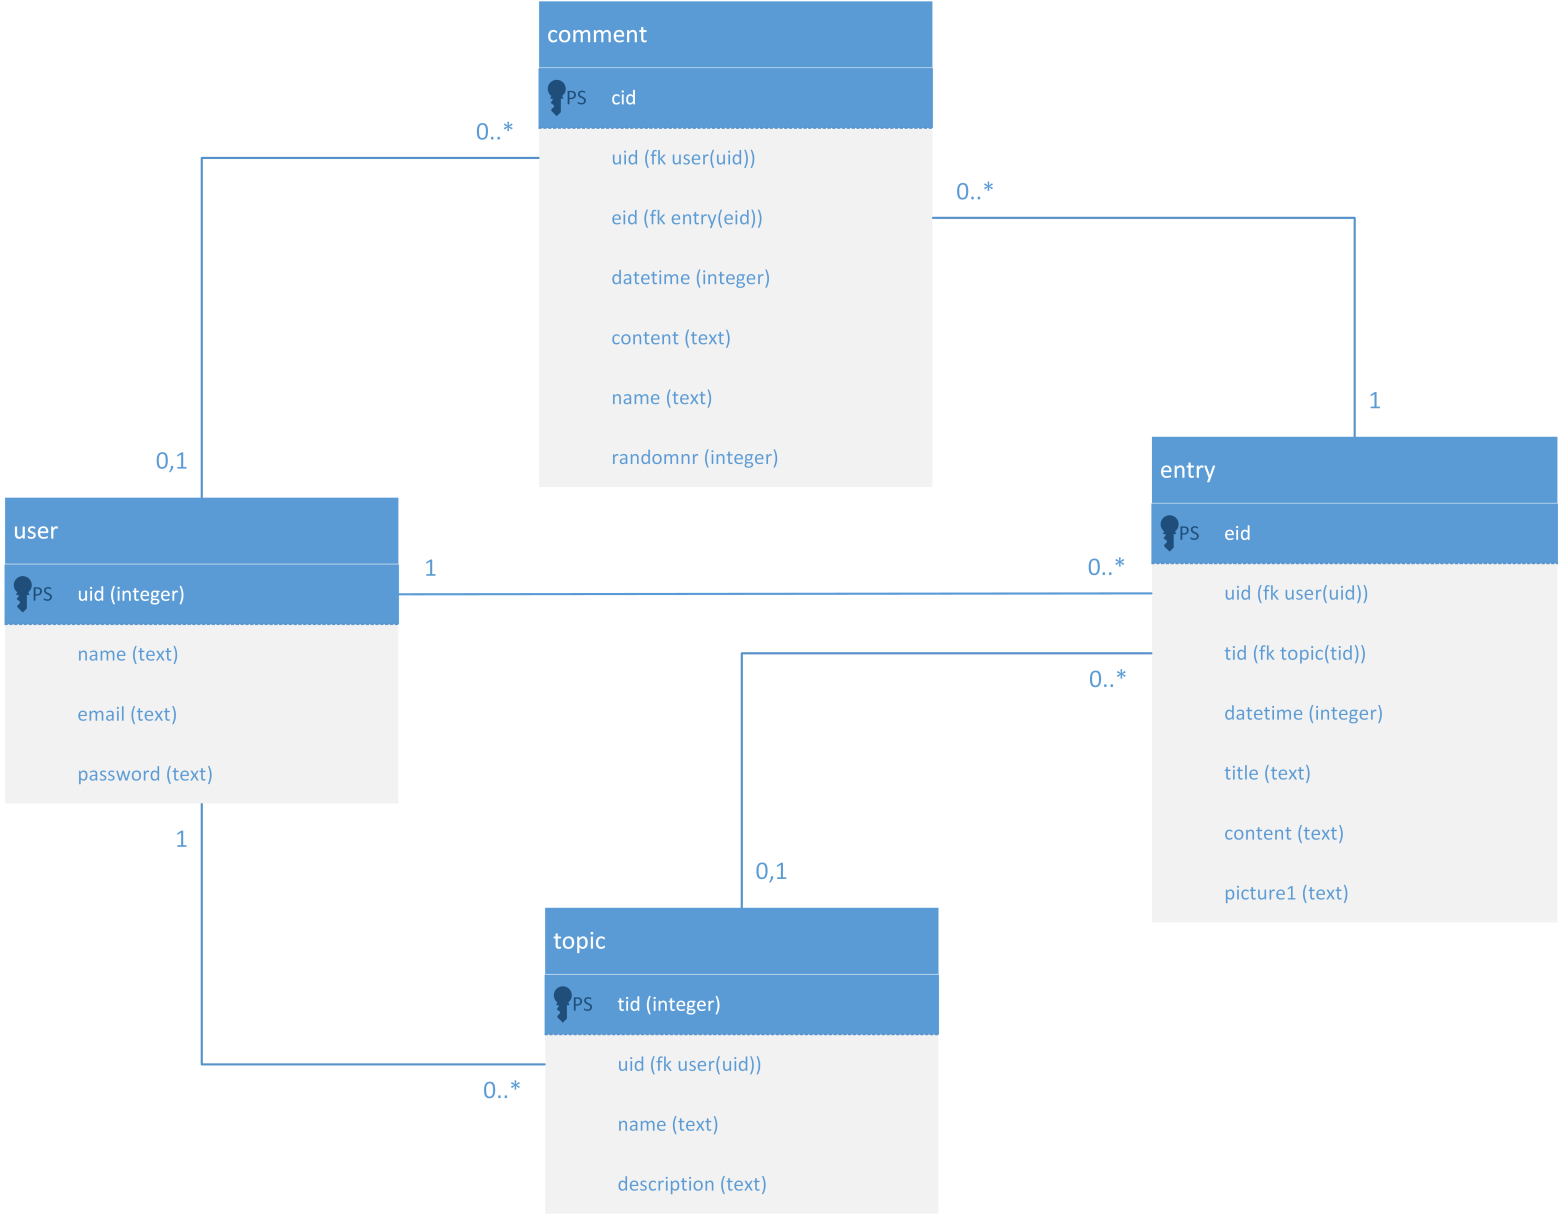 comment
PS cid
uid (fk user(uid))
eid (fk entry(eid))
datetime (integer)
content (text)
name (text)
randomnr (integer)
0..*
0..*
0,1
1
user
PS uid (integer)
name (text)
email (text)
password (text)
1
0..*
entry
PS eid
uid (fk user(uid))
tid (fk topic(tid))
datetime (integer)
title (text)
content (text)
picture1 (text)
0..*
0,1
1
0..*
topic
PS tid (integer)
uid (fk user(uid))
name (text)
description (text)